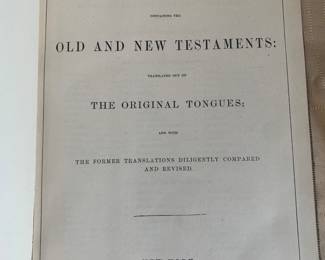 CONTAINING THE
OLD AND NEW TESTAMENTS:
TRANSLATED OUT OF
THE ORIGINAL TONGUES;
AND WITH
THE FORMER TRANSLATIONS DILIGENTLY COMPARED
AND REVISED.